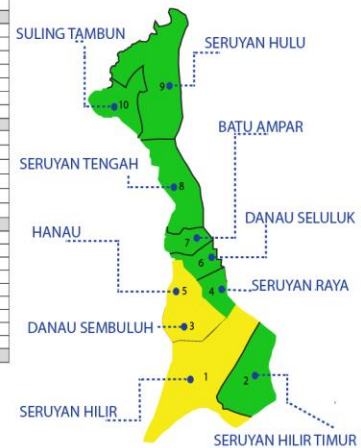 SULING TAMBUN
SERUYAN HULU
9
10
BATU AMPAR
SERUYAN TENGAH
8
DANAU SELULUK
HANAU
7
6
SERUYAN RAYA
5
4
DANAU SEMBULUH
3
1
2
SERUYAN HILIR
SERUYAN HILIR TIMUR